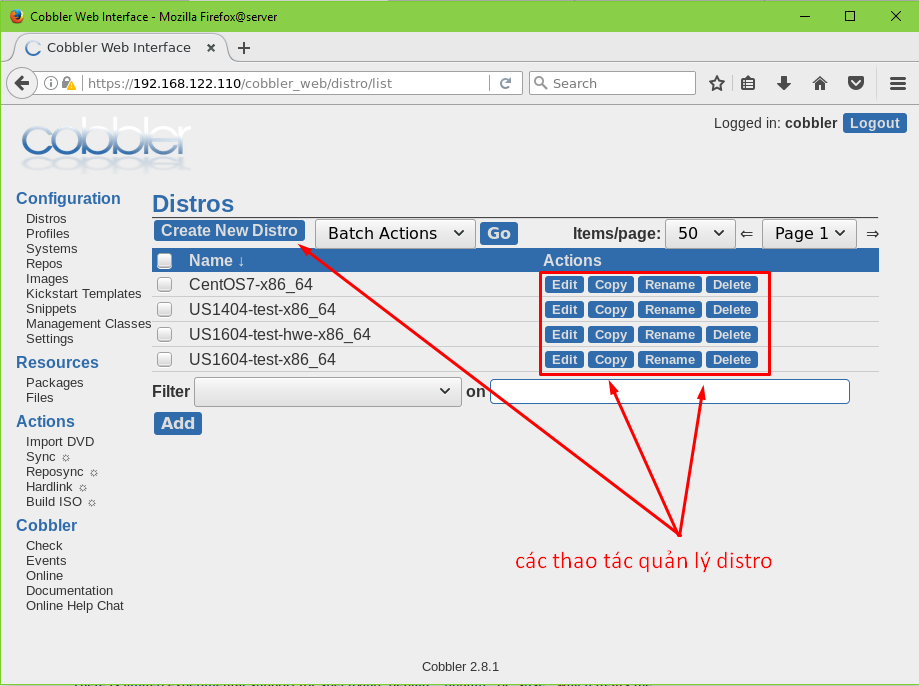 Cobbler Web Interface - Mozilla Firefox@server
Cobbler Web Interface
https://192.168.122.110/cobbler_web/distro/list
Search
cobbler
Logged in: cobbler Logout
Configuration
Distros
Profiles
Systems
Repos
Images
Kickstart Templates
Snippets
Management Classes
Settings
Resources
Packages
Files
Actions
Import DVD
Sync ☼
Reposync ☼
Hardlink ☼
Build ISO ☼
Cobbler
Check
Events
Online
Documentation
Online Help Chat
Distros
Create New Distro Batch Actions Go Items/page: 50 ⇐ Page 1 ⇒
Name ↓ Actions
CentOS7-x86_64 Edit Copy Rename Delete
US1404-test-x86_64 Edit Copy Rename Delete
US1604-test-hwe-x86_64 Edit Copy Rename Delete
US1604-test-x86_64 Edit Copy Rename Delete
Filter on
Add
các thao tác quản lý distro
Cobbler 2.8.1